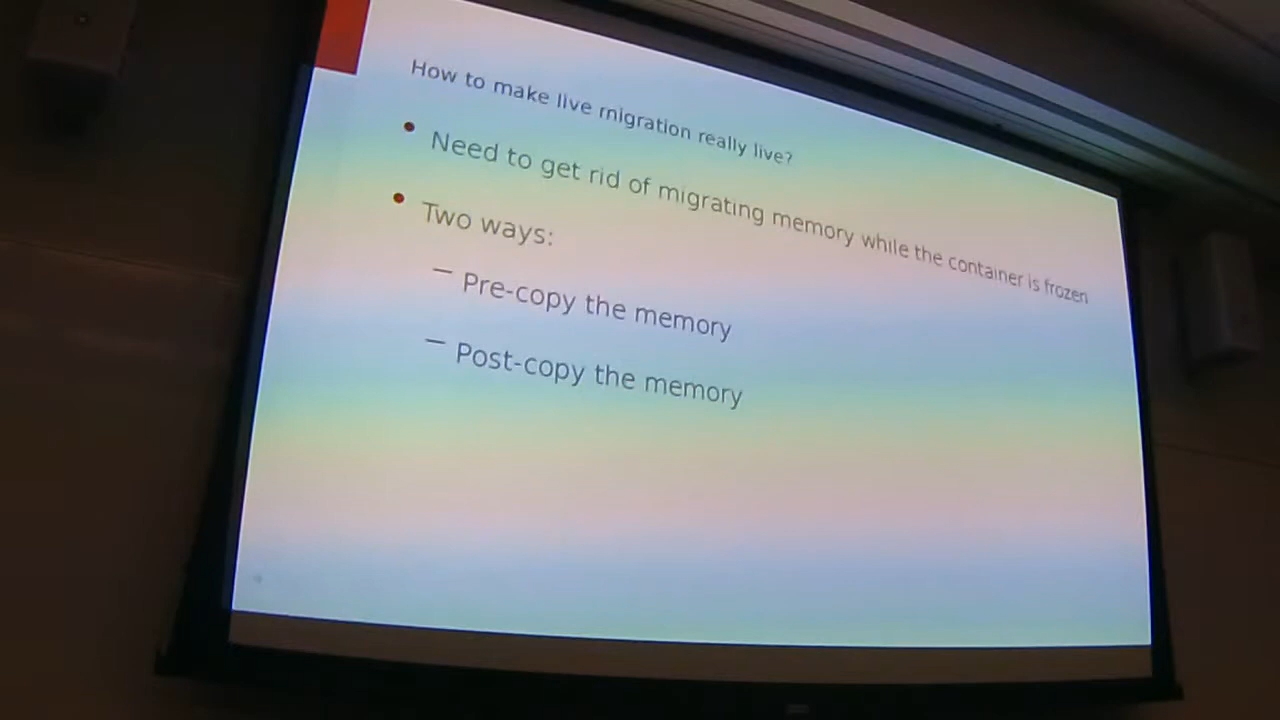 How to make live migration really live?
• Need to get rid of migrating memory while the container is frozen
• Two ways:
– Pre-copy the memory
– Post-copy the memory